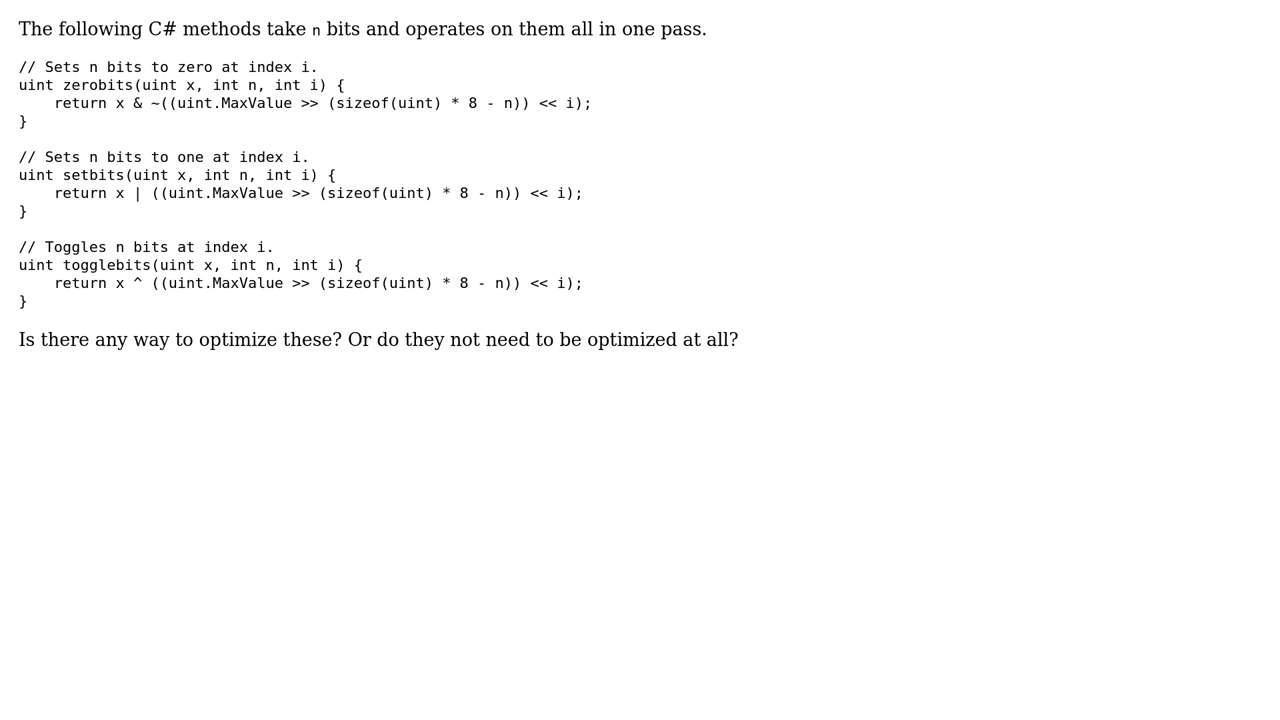 The following C# methods take n bits and operates on them all in one pass.
// Sets n bits to zero at index i.
uint zerobits(uint x, int n, int i) {
    return x & ~((uint.MaxValue >> (sizeof(uint) * 8 - n)) << i);
}
// Sets n bits to one at index i.
uint setbits(uint x, int n, int i) {
    return x | ((uint.MaxValue >> (sizeof(uint) * 8 - n)) << i);
}
// Toggles n bits at index i.
uint togglebits(uint x, int n, int i) {
    return x ^ ((uint.MaxValue >> (sizeof(uint) * 8 - n)) << i);
}
Is there any way to optimize these? Or do they not need to be optimized at all?